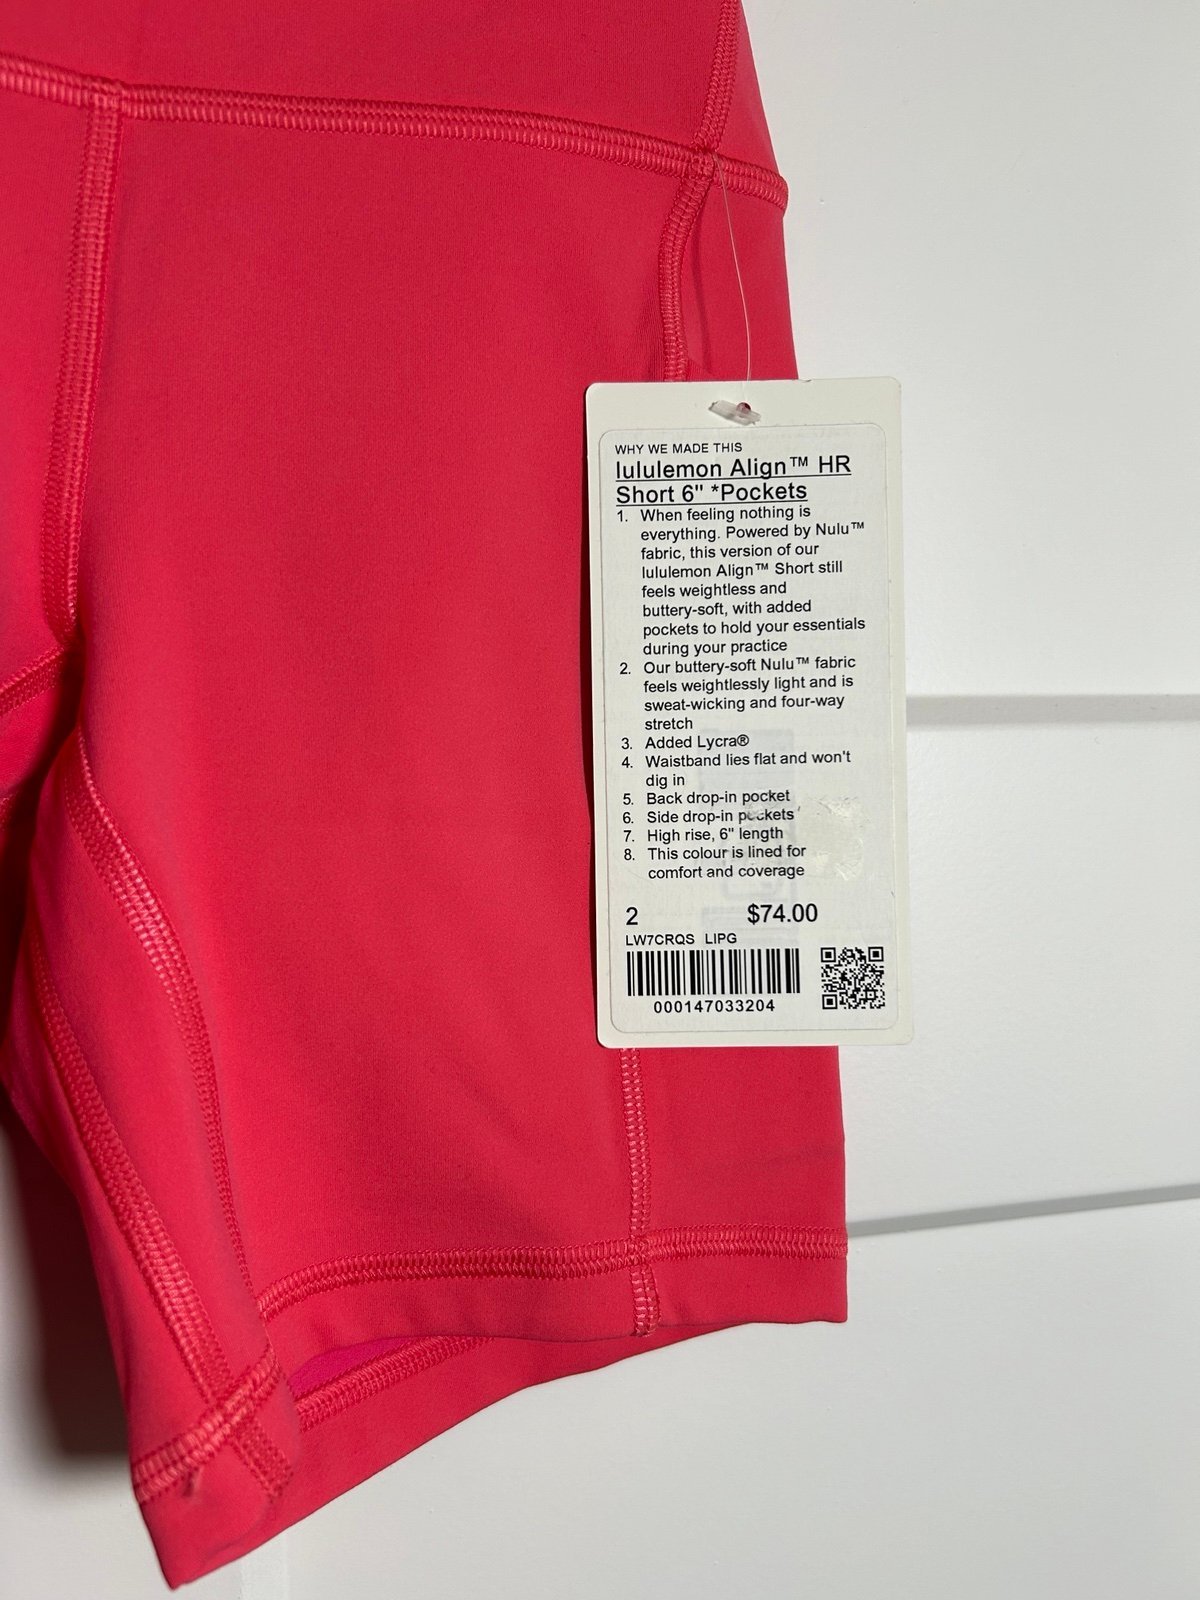 WHY WE MADE THIS
lululemon Align™ HR
Short 6" *Pockets
1. When feeling nothing is
everything. Powered by Nulu™
fabric, this version of our
lululemon Align™ Short still
feels weightless and
buttery-soft, with added
pockets to hold your essentials
during your practice
2. Our buttery-soft Nulu™ fabric
feels weightlessly light and is
sweat-wicking and four-way
stretch
3. Added Lycra®
4. Waistband lies flat and won't
dig in
5. Back drop-in pocket
6. Side drop-in pockets
7. High rise, 6" length
8. This colour is lined for
comfort and coverage
2 $74.00
LW7CRQS LIPG
000147033204